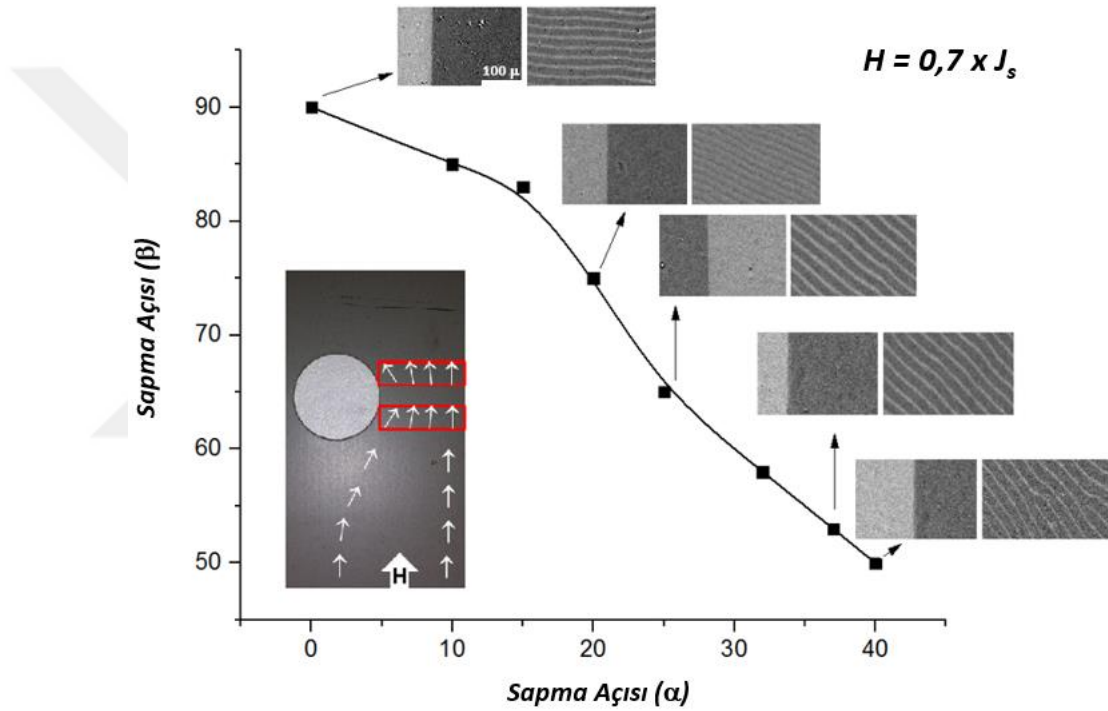 H = 0,7 x Js
100 μ
90
80
70
60
50
Sapma Açısı (β)
H
0
10
20
30
40
Sapma Açısı (α)